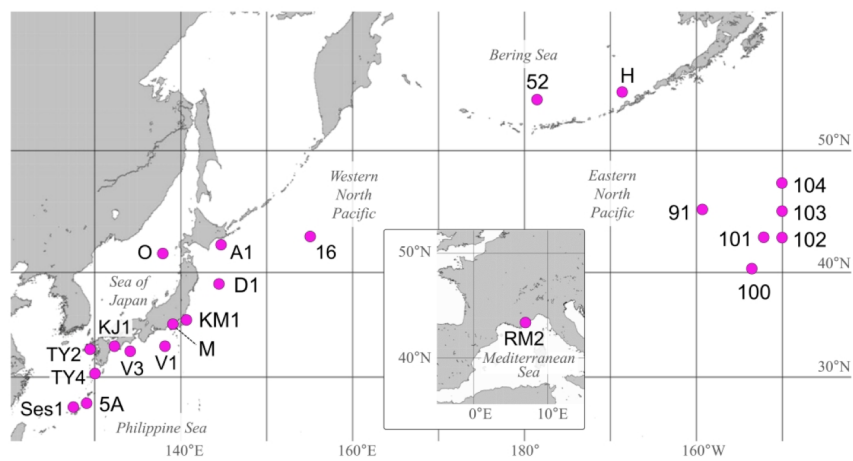 Bering Sea
52
H
50°N
Western
North
Pacific
Eastern
North
Pacific
104
91
103
O
A1
16
101
102
50°N
40°N
Sea of
Japan
D1
100
KJ1
KM1
RM2
TY2
V3
V1
M
40°N
Mediterranean
Sea
TY4
30°N
Ses1
5A
0°E
10°E
Philippine Sea
140°E
160°E
180°
160°W